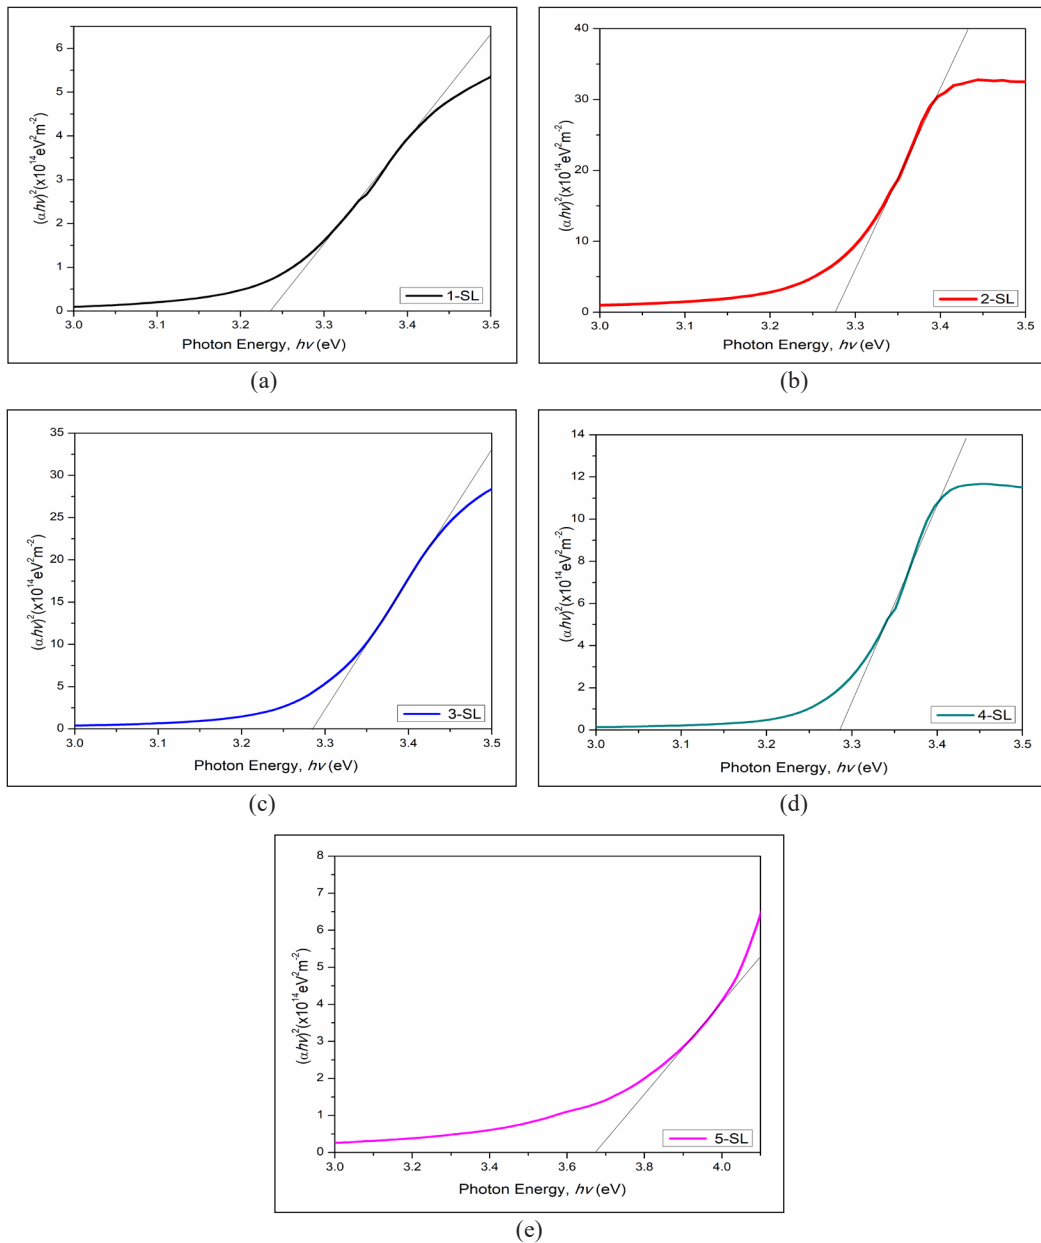 6
5
4
3
2
1
0
(αhν)²(x10¹⁴eV²m⁻²)
1-SL
3.0 3.1 3.2 3.3 3.4 3.5
Photon Energy, hν (eV)
(a)
40
30
20
10
0
(αhν)²(x10¹⁴eV²m⁻²)
2-SL
3.0 3.1 3.2 3.3 3.4 3.5
Photon Energy, hν (eV)
(b)
35
30
25
20
15
10
5
0
(αhν)²(x10¹⁴eV²m⁻²)
3-SL
3.0 3.1 3.2 3.3 3.4 3.5
Photon Energy, hν (eV)
(c)
14
12
10
8
6
4
2
0
(αhν)²(x10¹⁴eV²m⁻²)
4-SL
3.0 3.1 3.2 3.3 3.4 3.5
Photon Energy, hν (eV)
(d)
8
7
6
5
4
3
2
1
0
(αhν)²(x10¹⁴eV²m⁻²)
5-SL
3.0 3.2 3.4 3.6 3.8 4.0
Photon Energy, hν (eV)
(e)